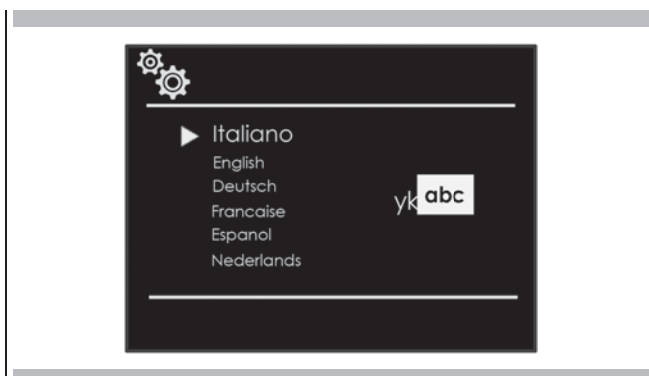 Italiano
English
Deutsch
Francaise
Espanol
Nederlands
yk abc